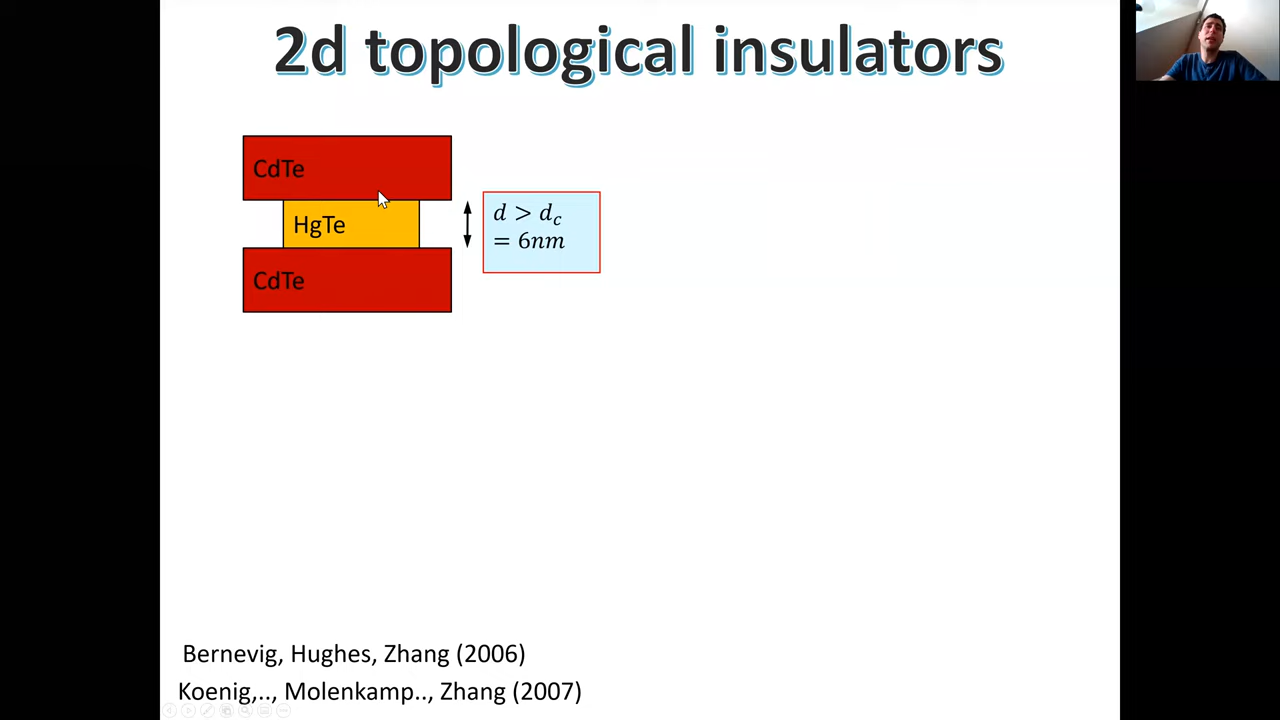 2d topological insulators
CdTe
HgTe
CdTe
d > d_c
= 6nm
Bernevig, Hughes, Zhang (2006)
Koenig,.., Molenkamp.., Zhang (2007)